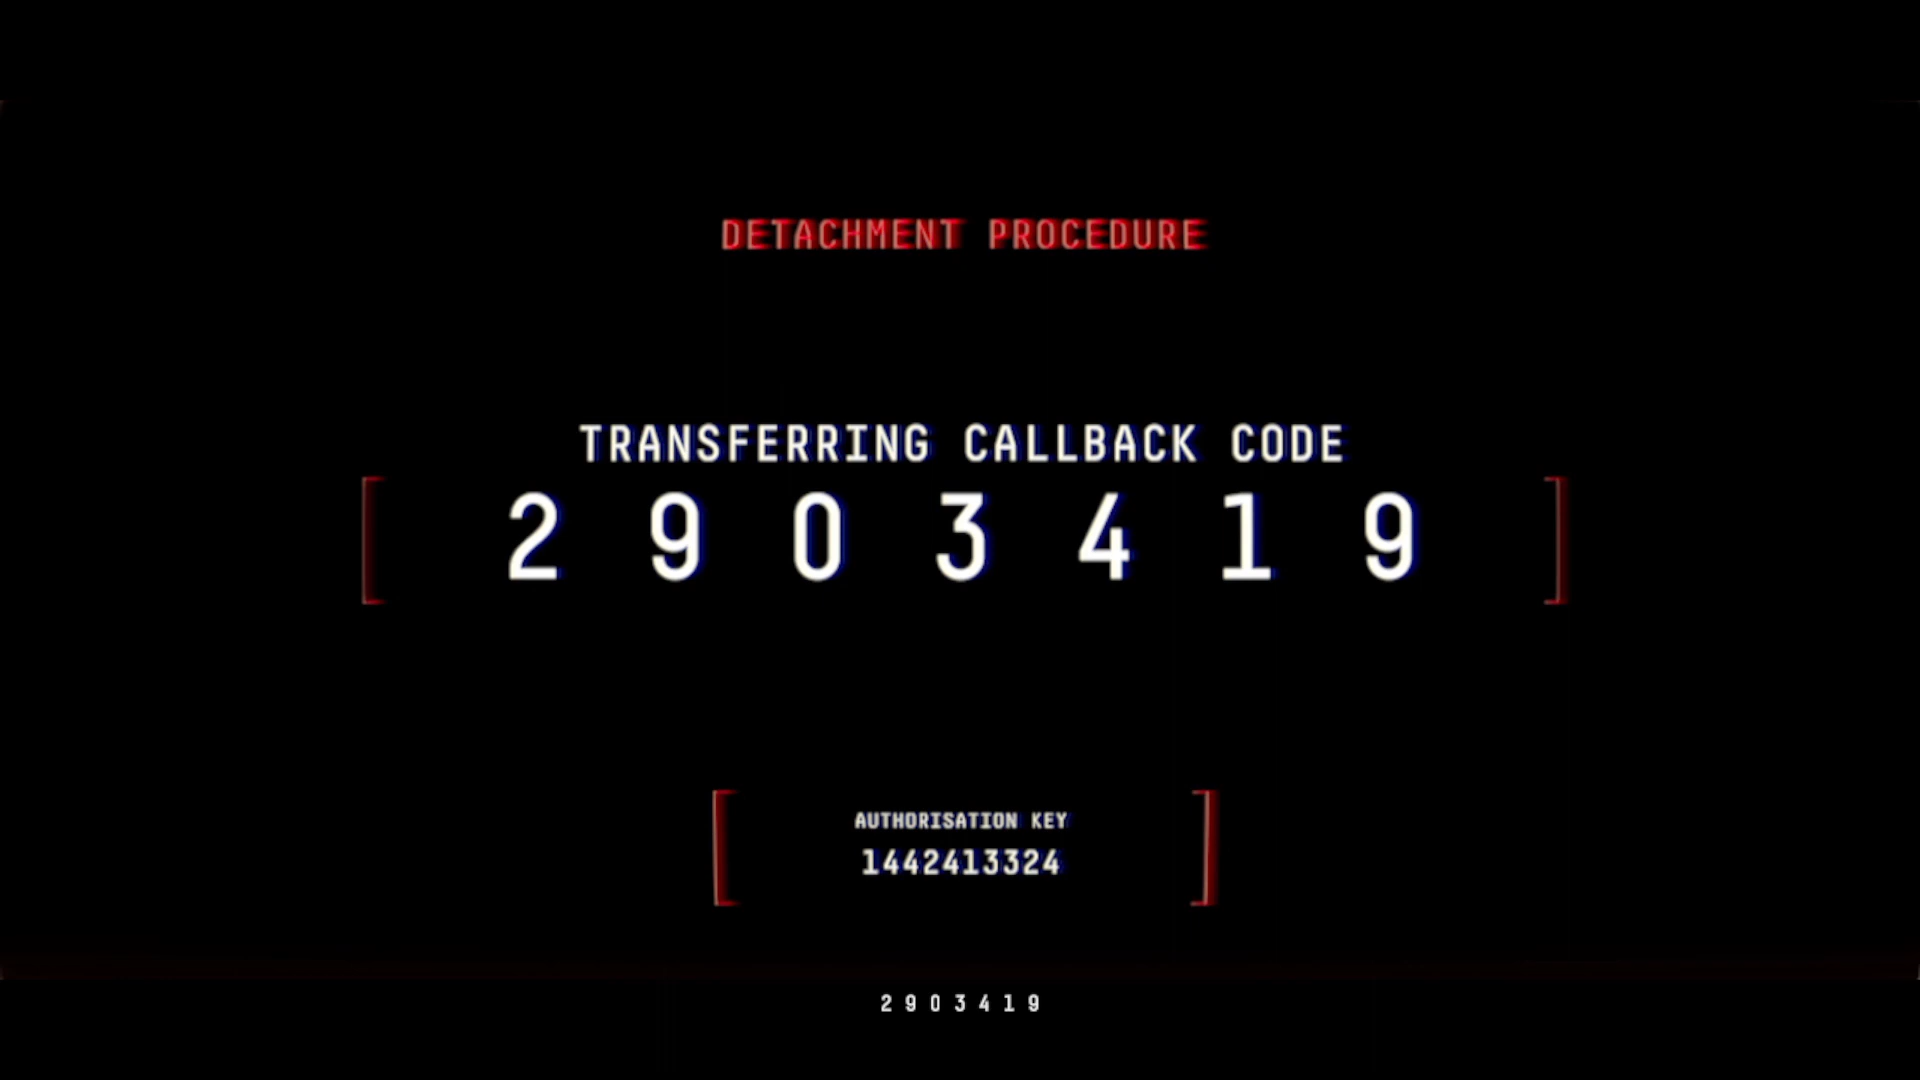 DETACHMENT PROCEDURE
TRANSFERRING CALLBACK CODE
2 9 0 3 4 1 9
AUTHORISATION KEY
1442413324
2 9 0 3 4 1 9